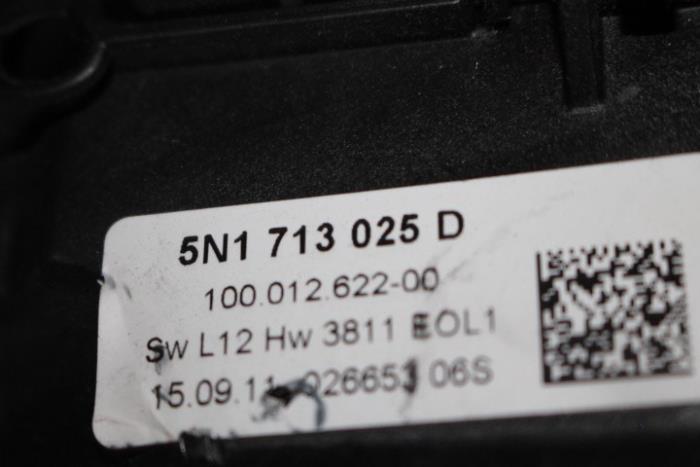 5N1 713 025 D
100.012.622-00
Sw L12 Hw 3811 EOL1
15.09.11 026653 06S